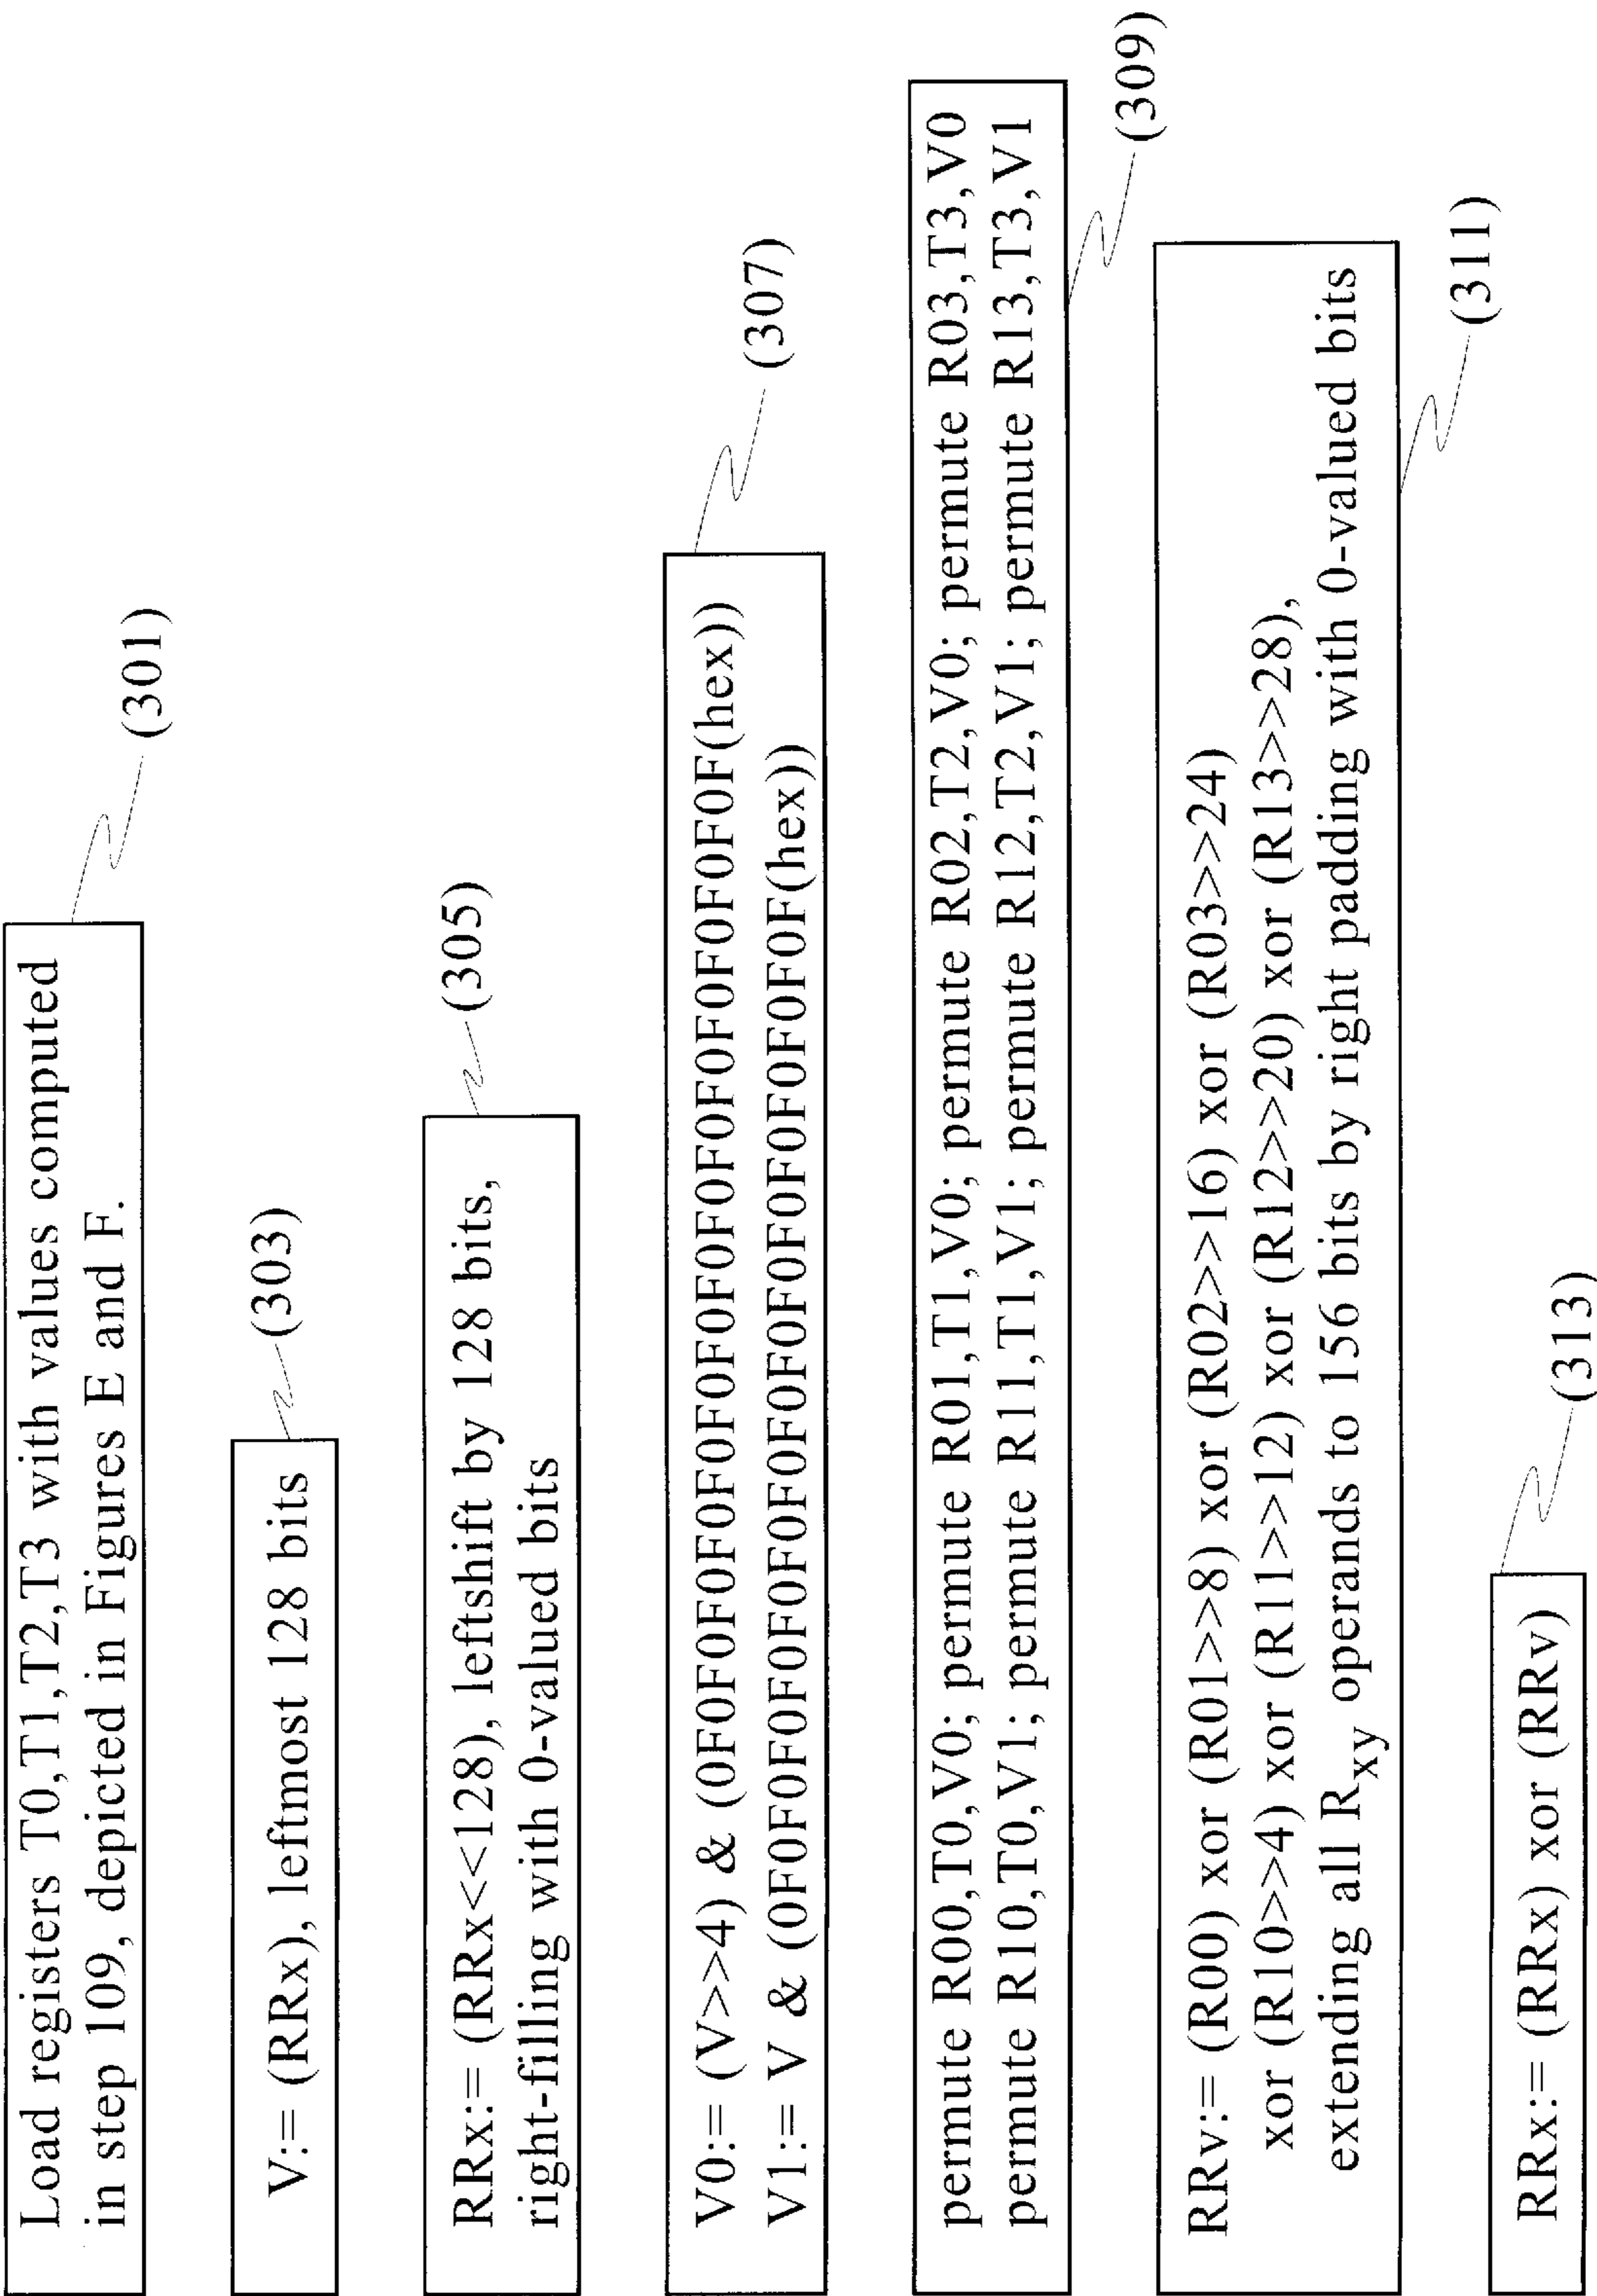 Load registers T0,T1,T2,T3 with values computed
in step 109, depicted in Figures E and F.
(301)
V:= (RRx), leftmost 128 bits
(303)
RRx:= (RRx<<128), leftshift by 128 bits,
right-filling with 0-valued bits
(305)
V0:= (V>>4) & (0F0F0F0F0F0F0F0F0F0F0F0F0F0F0F0F(hex))
V1:= V & (0F0F0F0F0F0F0F0F0F0F0F0F0F0F0F0F(hex))
(307)
permute R00,T0,V0; permute R01,T1,V0; permute R02,T2,V0; permute R03,T3,V0
permute R10,T0,V1; permute R11,T1,V1; permute R12,T2,V1; permute R13,T3,V1
(309)
RRv:= (R00) xor (R01>>8) xor (R02>>16) xor (R03>>24)
xor (R10>>4) xor (R11>>12) xor (R12>>20) xor (R13>>28),
extending all Rxy operands to 156 bits by right padding with 0-valued bits
(311)
RRx:= (RRx) xor (RRv)
(313)